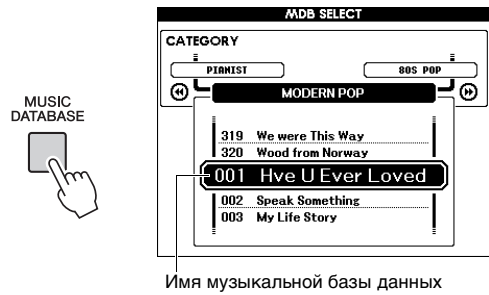 MDB SELECT
CATEGORY
PIANIST
80S POP
MODERN POP
MUSIC
DATABASE
319 We were This Way
320 Wood from Norway
001 Hve U Ever Loved
002 Speak Something
003 My Life Story
Имя музыкальной базы данных